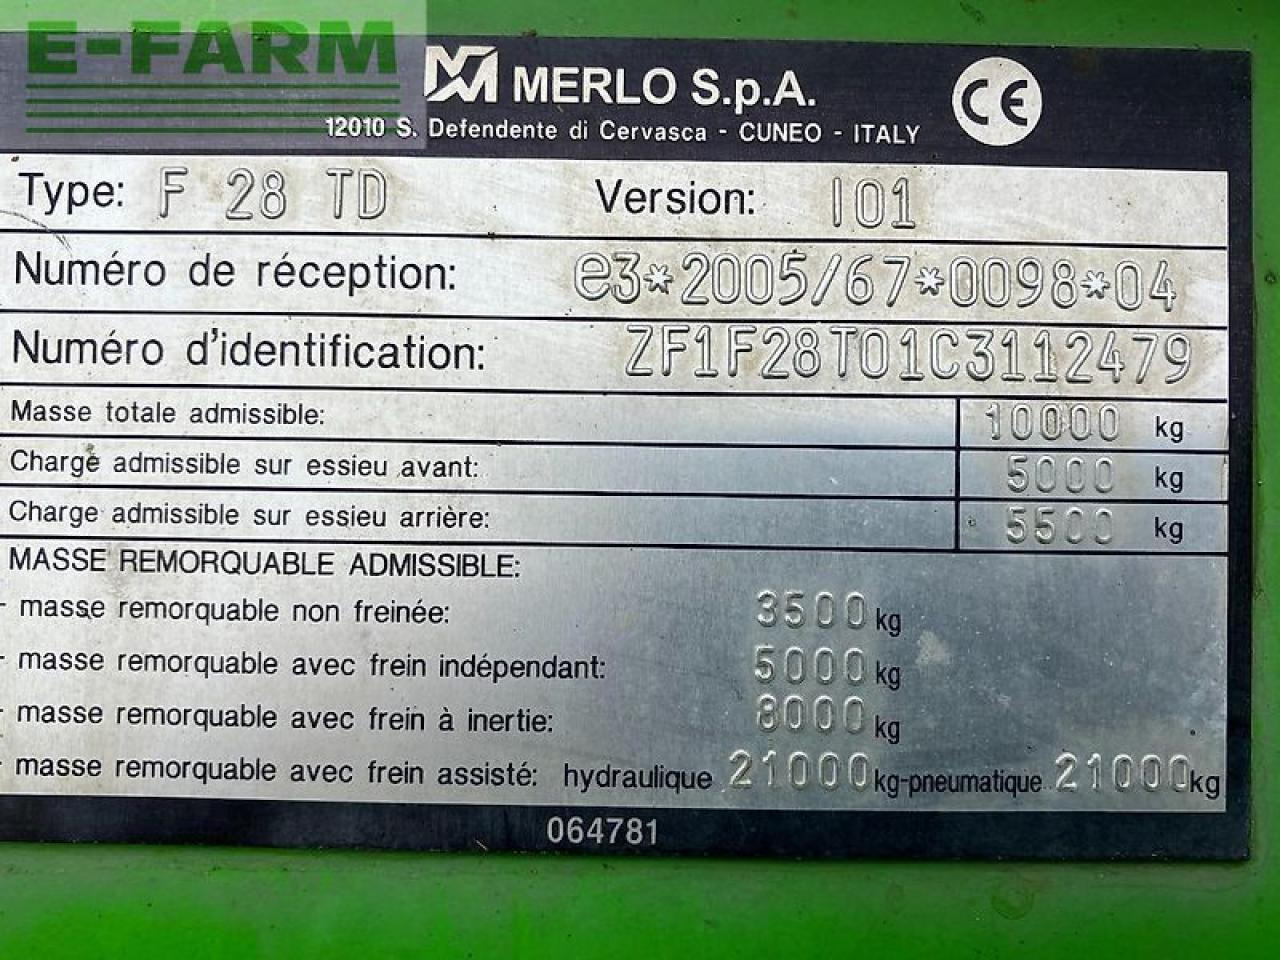 E-FARM
MERLO S.p.A. CE
12010 S. Defendente di Cervasca - CUNEO - ITALY
Type: F 28 TD Version: I01
Numéro de réception: e3*2005/67*0098*04
Numéro d'identification: ZF1F28T01C3112479
Masse totale admissible: 10000 kg
Charge admissible sur essieu avant: 5000 kg
Charge admissible sur essieu arrière: 5500 kg
MASSE REMORQUABLE ADMISSIBLE:
- masse remorquable non freinée: 3500 kg
- masse remorquable avec frein indépendant: 5000 kg
- masse remorquable avec frein à inertie: 8000 kg
- masse remorquable avec frein assisté: hydraulique 21000 kg-pneumatique 21000 kg
064781